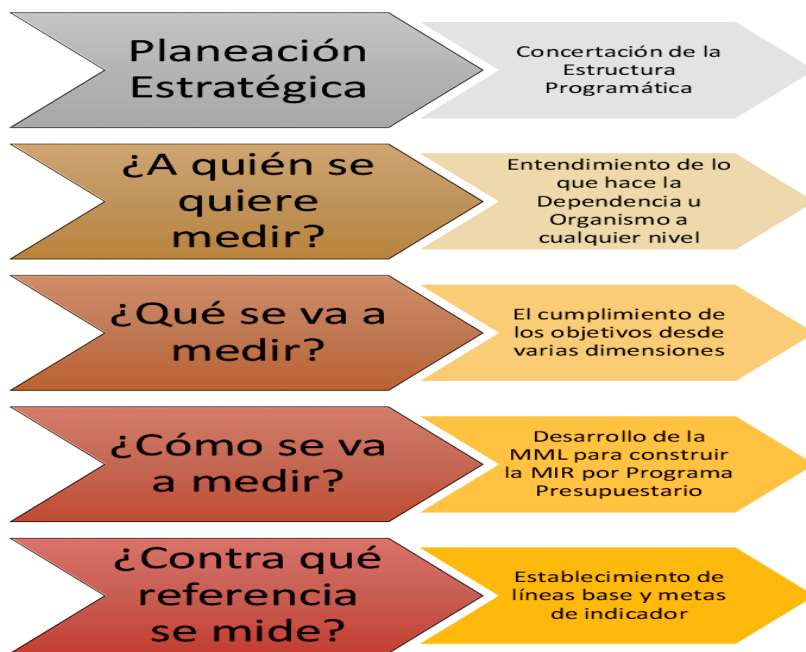 Planeación
Estratégica
Concertación de la
Estructura
Programática
¿A quién se
quiere
medir?
Entendimiento de lo
que hace la
Dependencia u
Organismo a
cualquier nivel
¿Qué se va a
medir?
El cumplimiento de
los objetivos desde
varias dimensiones
¿Cómo se va
a medir?
Desarrollo de la
MML para construir
la MIR por Programa
Presupuestario
¿Contra qué
referencia
se mide?
Establecimiento de
líneas base y metas
de indicador